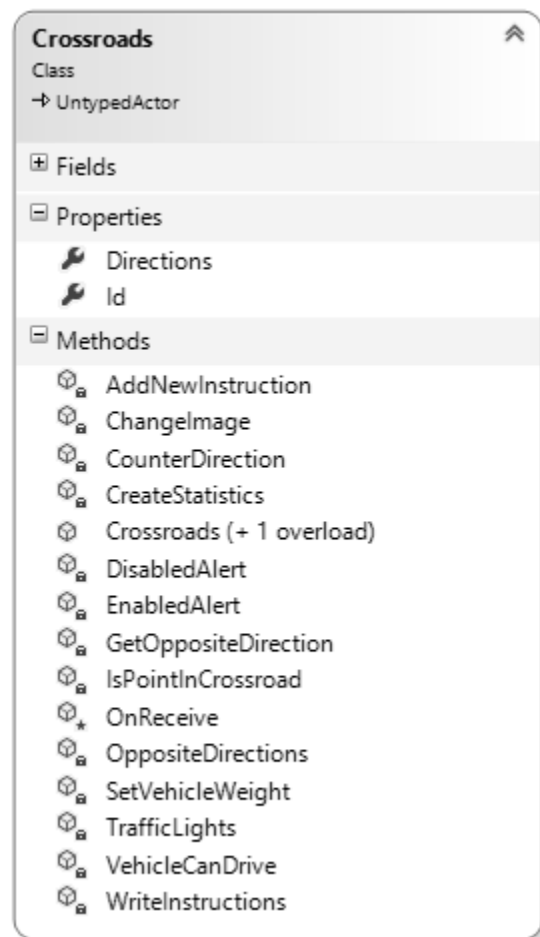 Crossroads
Class
UntypedActor
Fields
Properties
Directions
Id
Methods
AddNewInstruction
ChangeImage
CounterDirection
CreateStatistics
Crossroads (+ 1 overload)
DisabledAlert
EnabledAlert
GetOppositeDirection
IsPointInCrossroad
OnReceive
OppositeDirections
SetVehicleWeight
TrafficLights
VehicleCanDrive
WriteInstructions